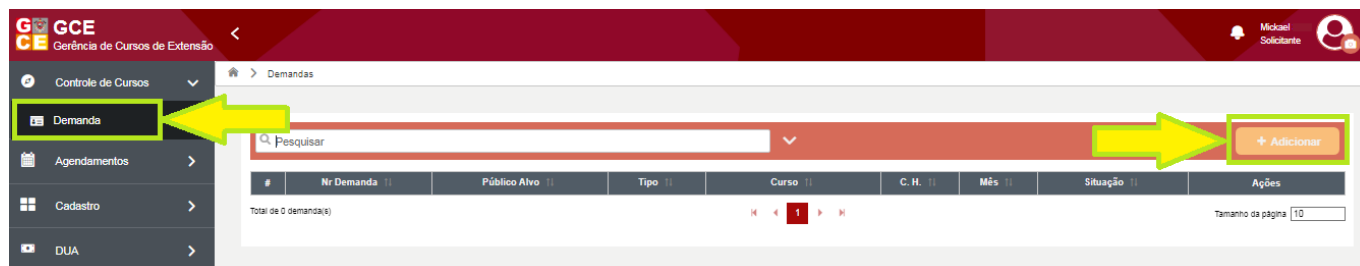 GCE
GCE
Gerência de Cursos de Extensão
Mickael
Solicitante
Controle de Cursos
Demandas
Demanda
Pesquisar
+ Adicionar
Agendamentos
# Nr Demanda Público Alvo Tipo Curso C. H. Mês Situação Ações
Cadastro
Total de 0 demanda(s) 1 Tamanho da página 10
DUA